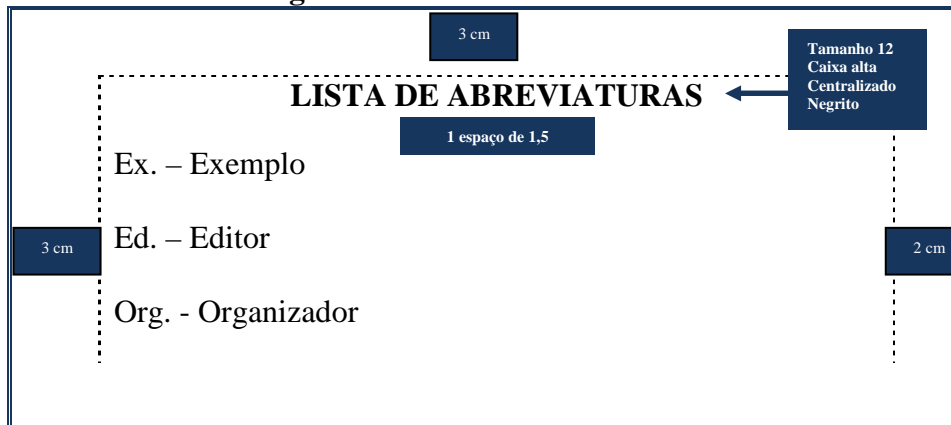 3 cm
Tamanho 12
Caixa alta
Centralizado
Negrito
LISTA DE ABREVIATURAS
1 espaço de 1,5
Ex. – Exemplo
3 cm
Ed. – Editor
2 cm
Org. - Organizador